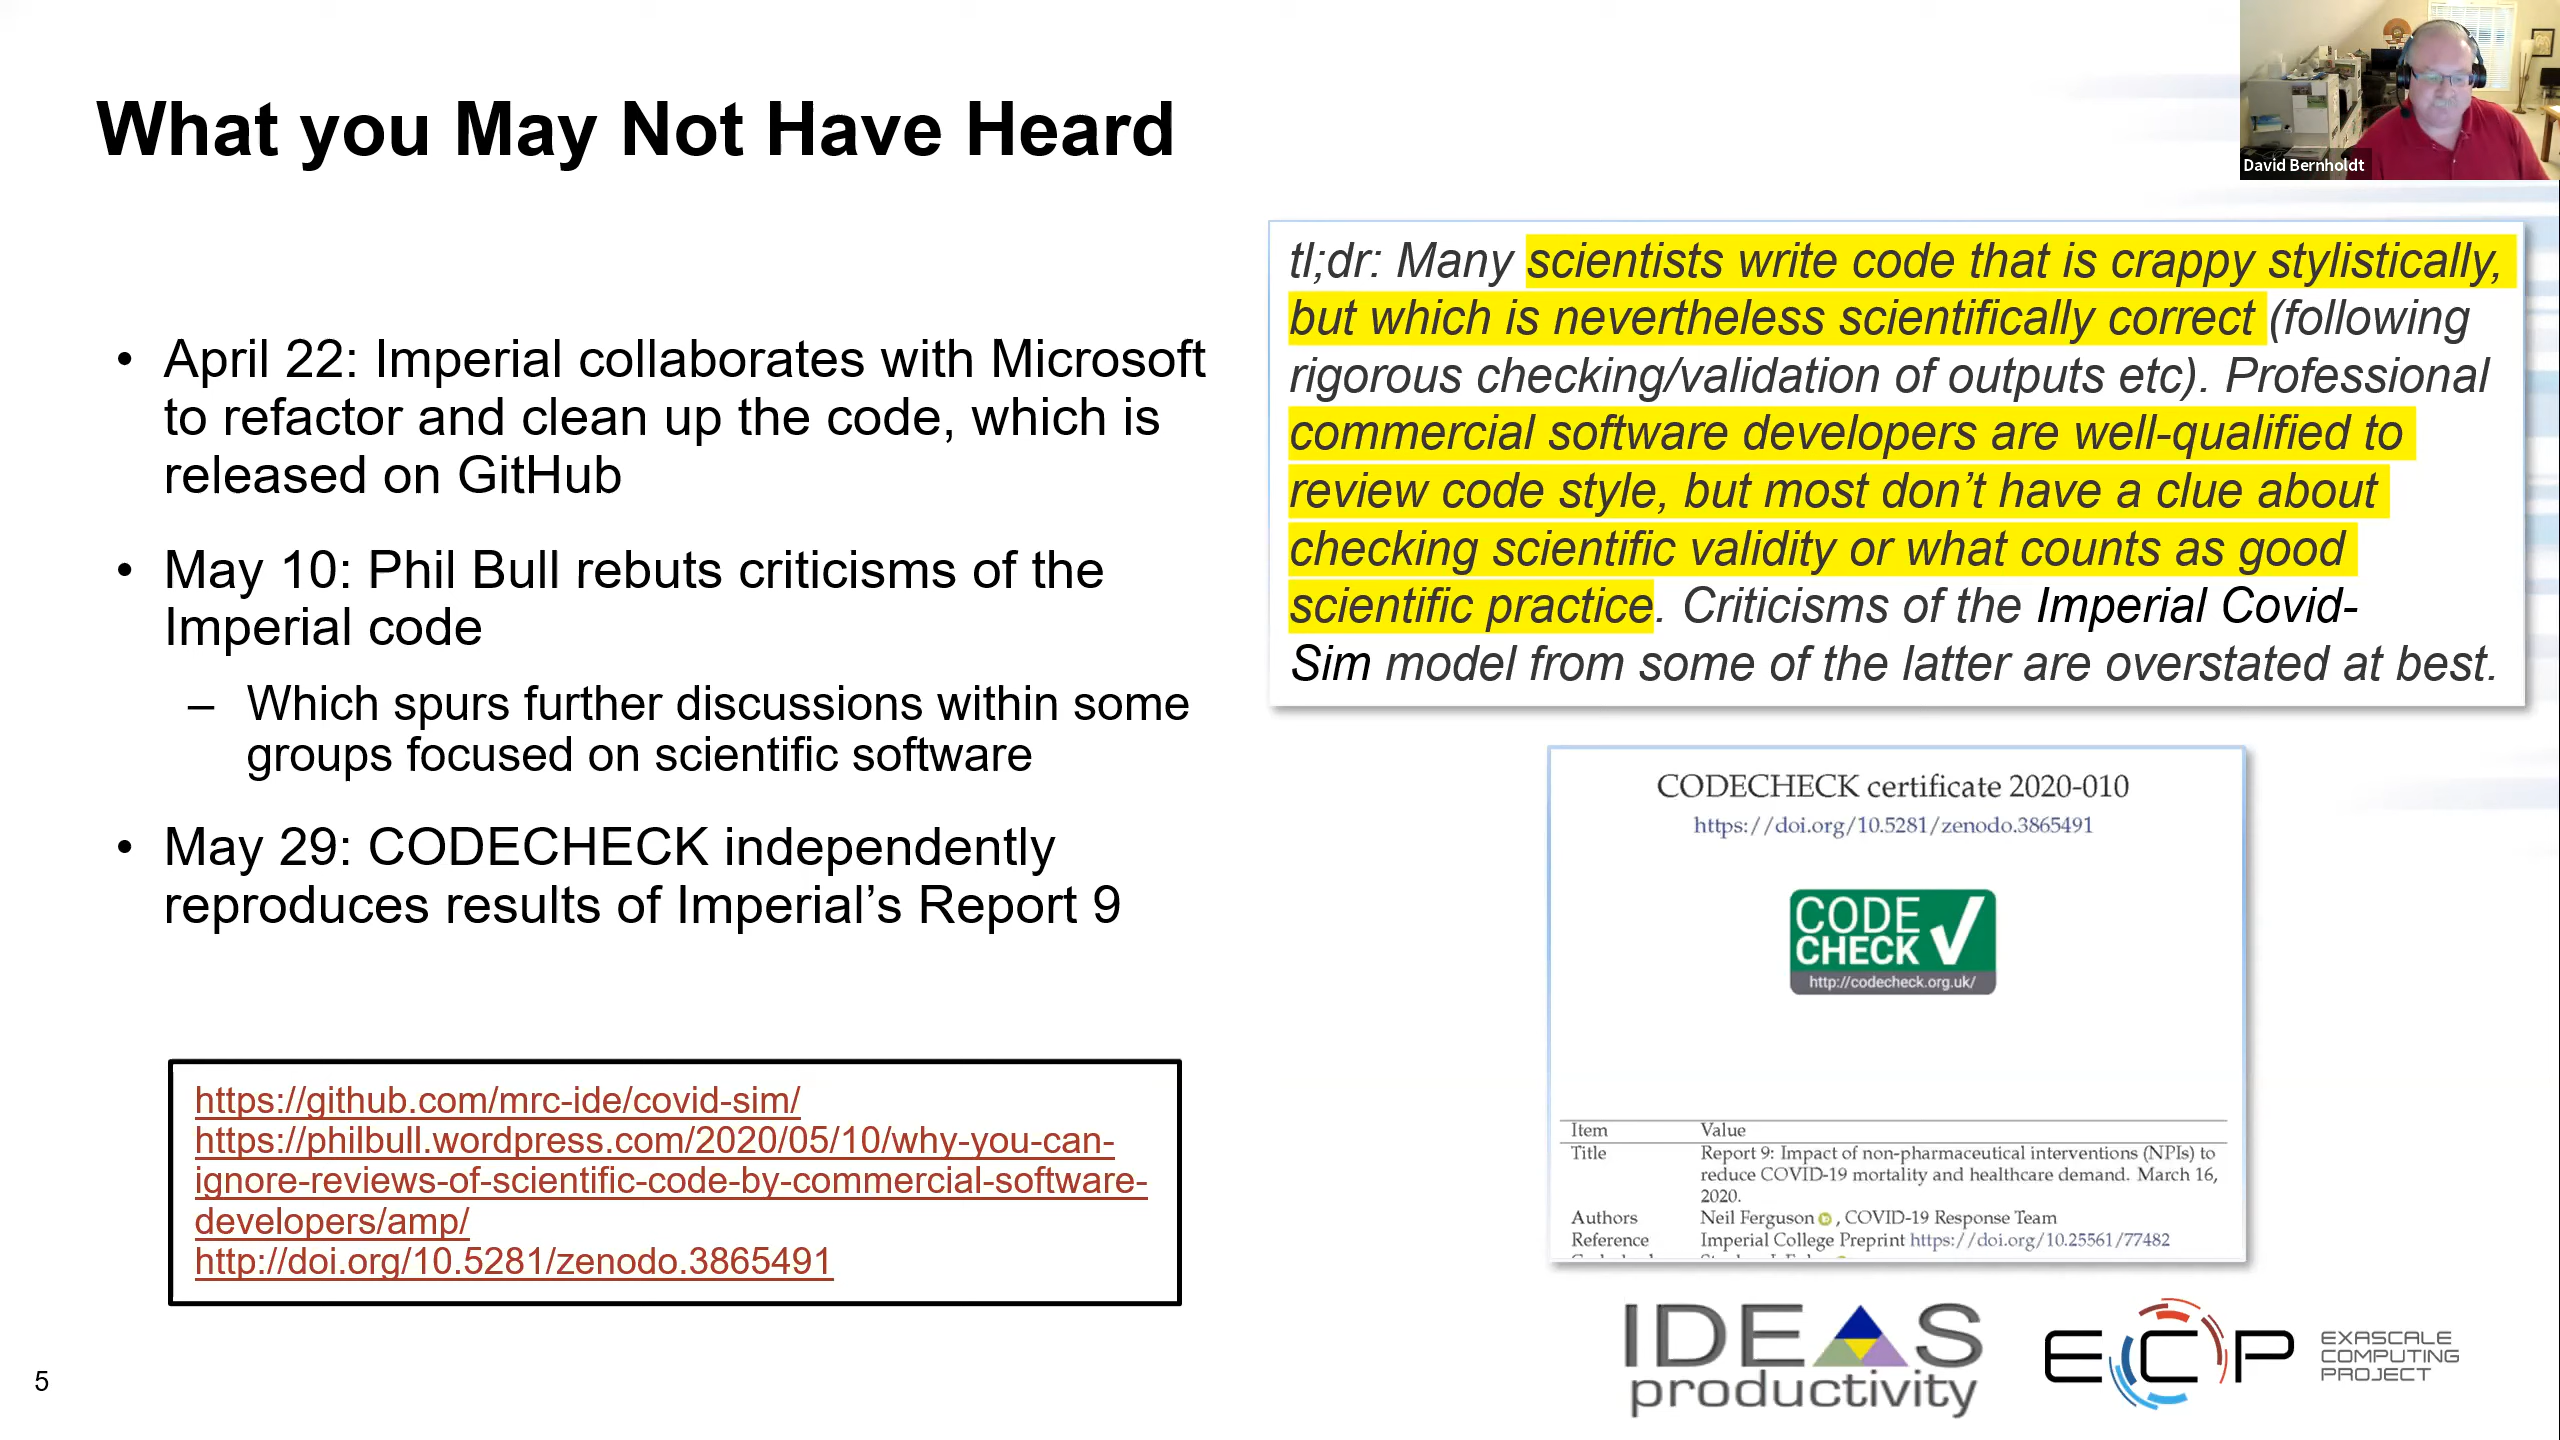 What you May Not Have Heard
David Bernholdt
• April 22: Imperial collaborates with Microsoft
to refactor and clean up the code, which is
released on GitHub
• May 10: Phil Bull rebuts criticisms of the
Imperial code
– Which spurs further discussions within some
groups focused on scientific software
• May 29: CODECHECK independently
reproduces results of Imperial’s Report 9
https://github.com/mrc-ide/covid-sim/
https://philbull.wordpress.com/2020/05/10/why-you-can-
ignore-reviews-of-scientific-code-by-commercial-software-
developers/amp/
http://doi.org/10.5281/zenodo.3865491
tl;dr: Many scientists write code that is crappy stylistically,
but which is nevertheless scientifically correct (following
rigorous checking/validation of outputs etc). Professional
commercial software developers are well-qualified to
review code style, but most don’t have a clue about
checking scientific validity or what counts as good
scientific practice. Criticisms of the Imperial Covid-
Sim model from some of the latter are overstated at best.
CODECHECK certificate 2020-010
https://doi.org/10.5281/zenodo.3865491
CODE
CHECK
http://codecheck.org.uk/
Item Value
Title Report 9: Impact of non-pharmaceutical interventions (NPIs) to
reduce COVID-19 mortality and healthcare demand. March 16,
2020.
Authors Neil Ferguson , COVID-19 Response Team
Reference Imperial College Preprint https://doi.org/10.25561/77482
IDEAS
productivity
ECP
EXASCALE
COMPUTING
PROJECT
5